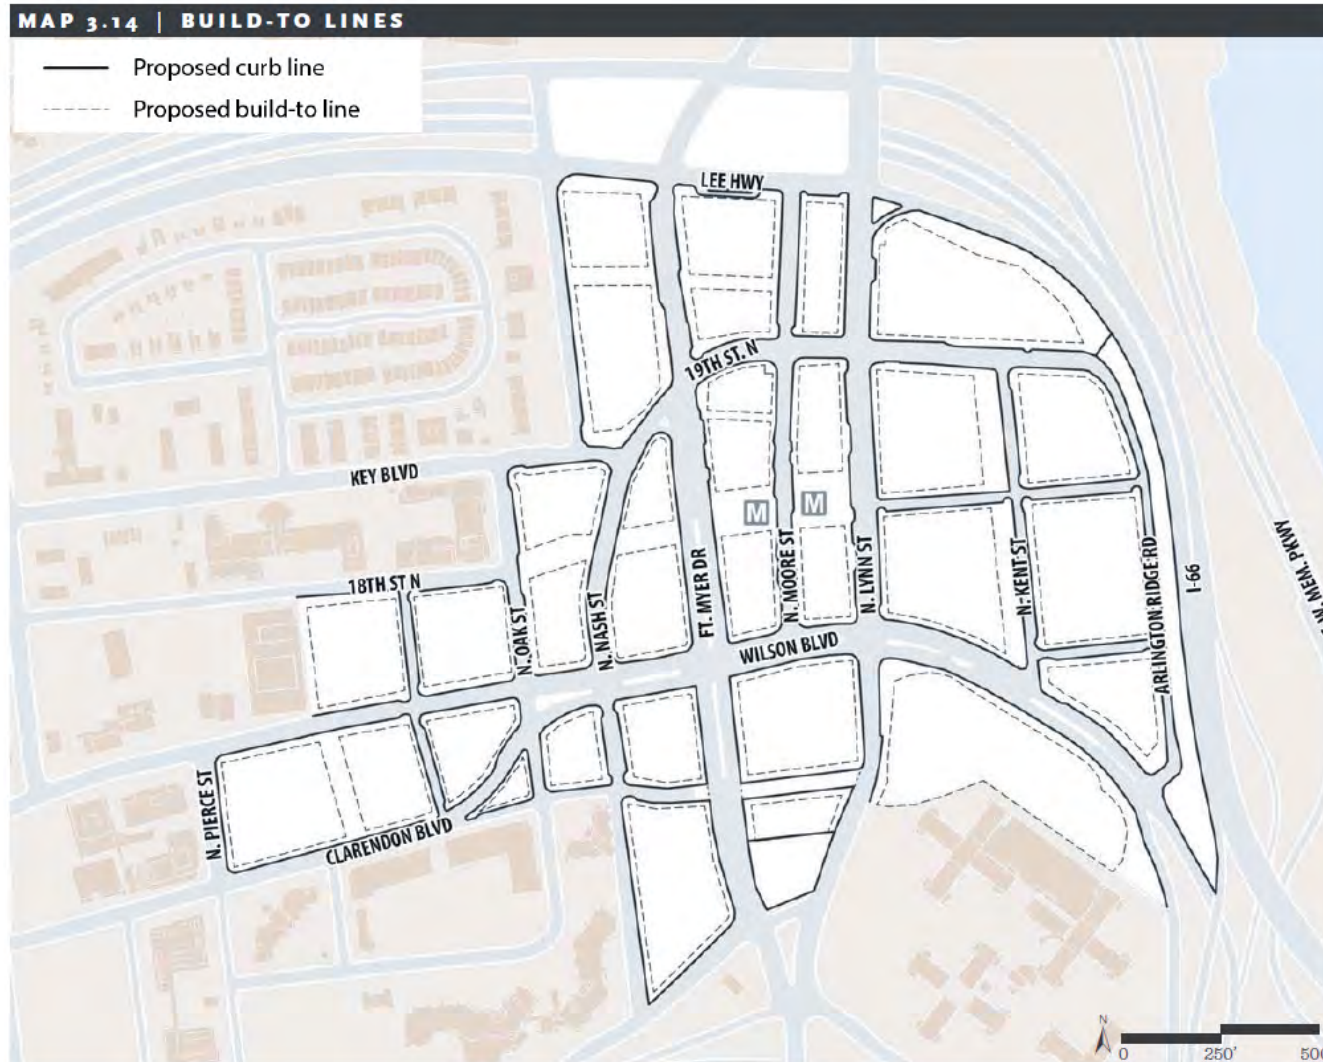 MAP 3.14 | BUILD-TO LINES
Proposed curb line
Proposed build-to line
LEE HWY
19TH ST. N
KEY BLVD
M
M
18TH ST N
N. OAK ST
N. NASH ST
FT. MYER DR
N. MOORE ST
N. LYNN ST
N. KENT ST
ARLINGTON RIDGE RD
I-66
N. MEM. PKWY
WILSON BLVD
N. PIERCE ST
CLARENDON BLVD
N
0 250'